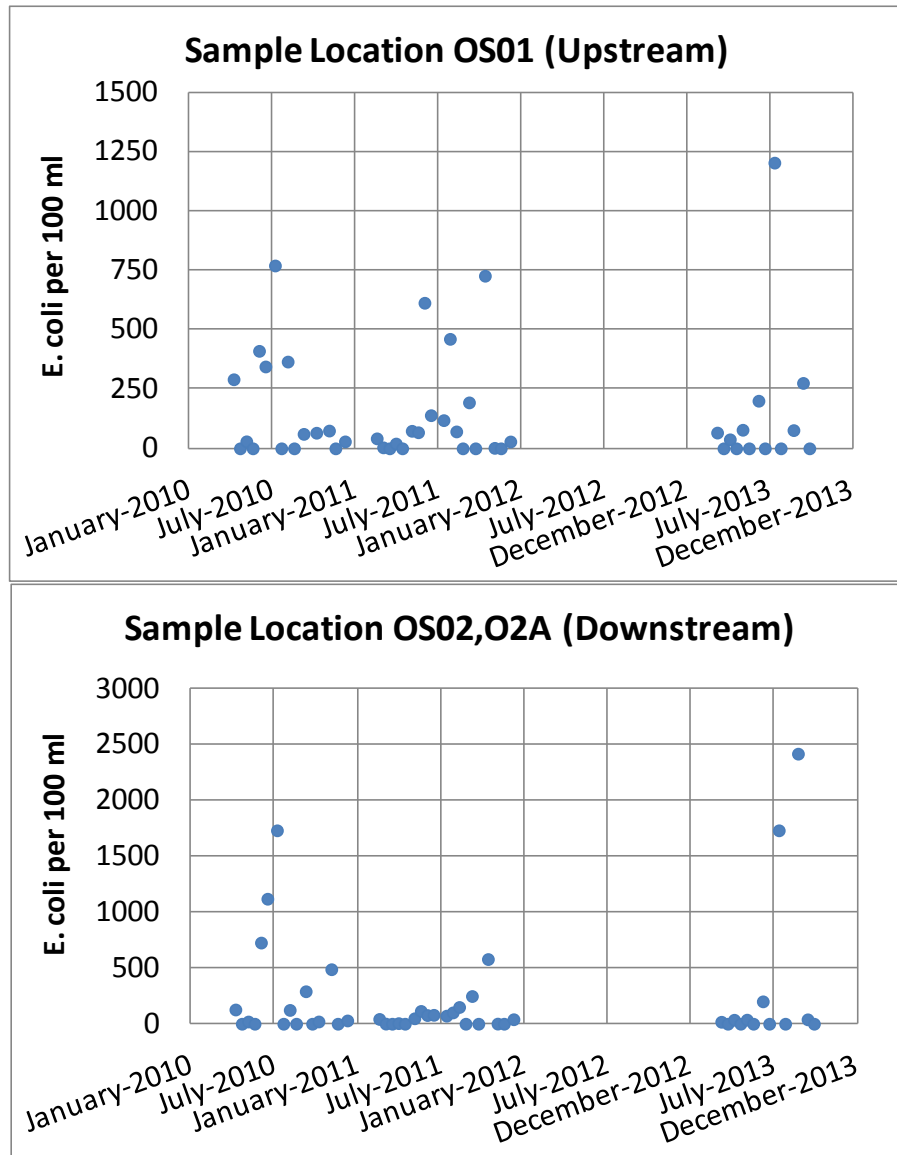 Sample Location OS01 (Upstream)
1500
1250
1000
750
500
250
0
E. coli per 100 ml
January-2010
July-2010
January-2011
July-2011
January-2012
July-2012
December-2012
July-2013
December-2013
Sample Location OS02,O2A (Downstream)
3000
2500
2000
1500
1000
500
0
E. coli per 100 ml
January-2010
July-2010
January-2011
July-2011
January-2012
July-2012
December-2012
July-2013
December-2013